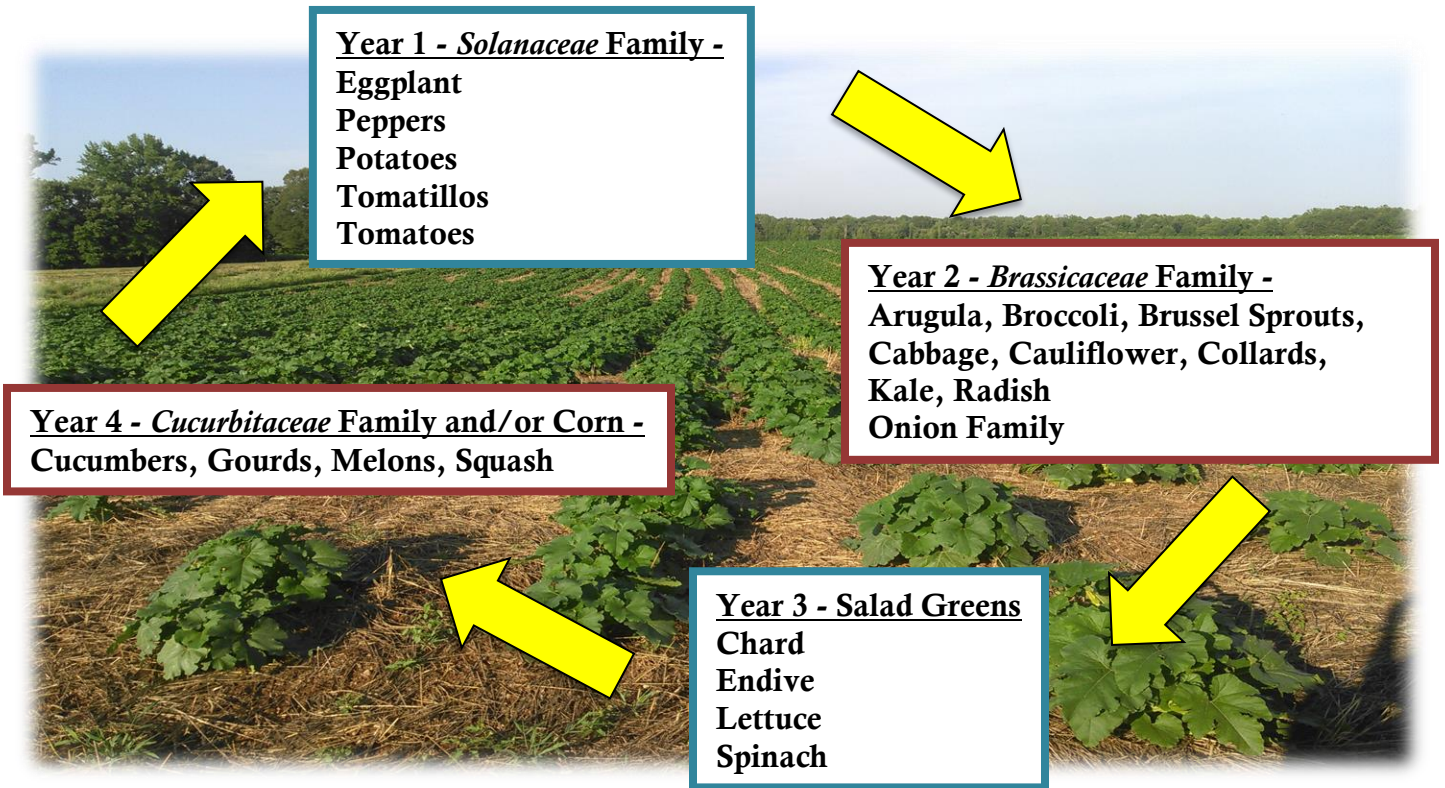 Year 1 - Solanaceae Family -
Eggplant
Peppers
Potatoes
Tomatillos
Tomatoes
Year 2 - Brassicaceae Family -
Arugula, Broccoli, Brussel Sprouts,
Cabbage, Cauliflower, Collards,
Kale, Radish
Onion Family
Year 3 - Salad Greens
Chard
Endive
Lettuce
Spinach
Year 4 - Cucurbitaceae Family and/or Corn -
Cucumbers, Gourds, Melons, Squash